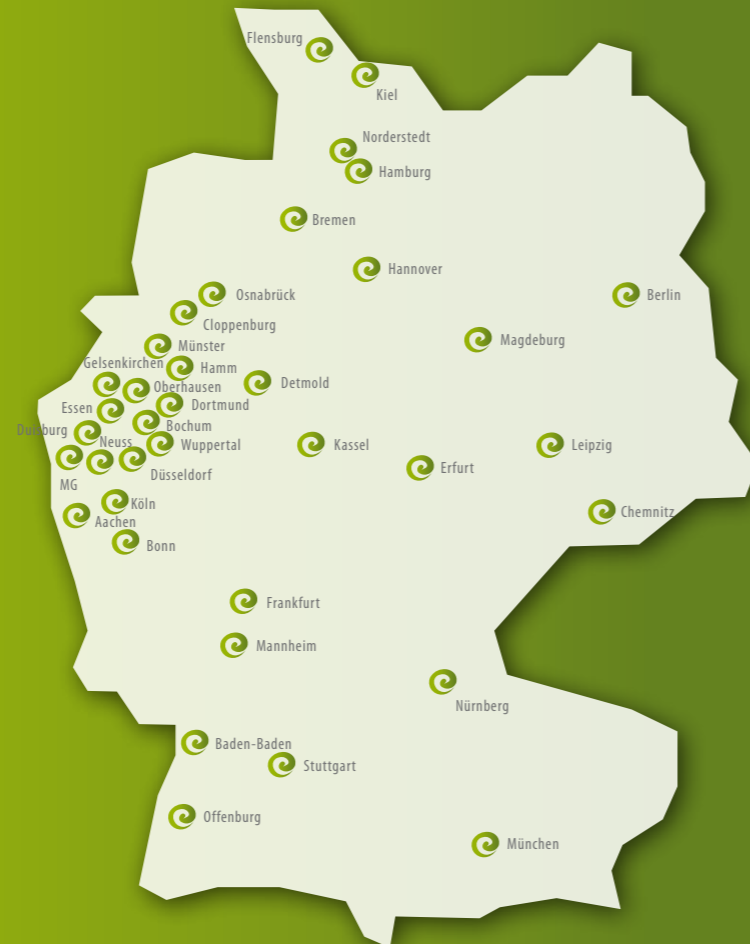 Flensburg
Kiel
Norderstedt
Hamburg
Bremen
Hannover
Osnabrück
Berlin
Cloppenburg
Magdeburg
Münster
Gelsenkirchen
Hamm
Oberhausen
Detmold
Essen
Dortmund
Bochum
Duisburg
Neuss
Wuppertal
Kassel
Leipzig
Erfurt
Düsseldorf
MG
Köln
Chemnitz
Aachen
Bonn
Frankfurt
Mannheim
Nürnberg
Baden-Baden
Stuttgart
Offenburg
München